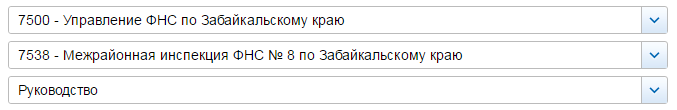 7500 - Управление ФНС по Забайкальскому краю
7538 - Межрайонная инспекция ФНС № 8 по Забайкальскому краю
Руководство